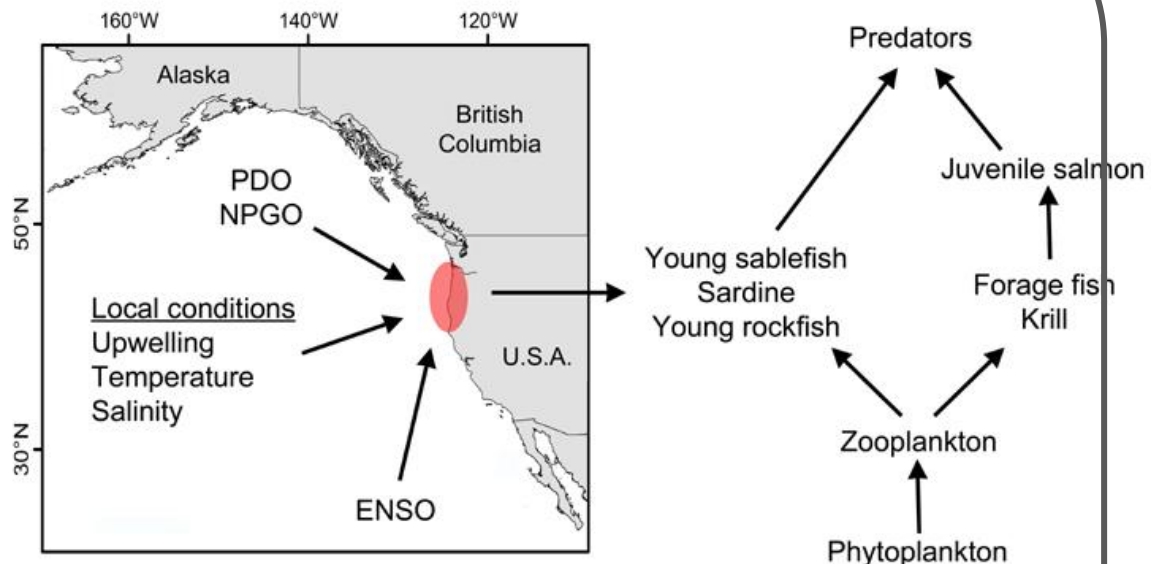 160°W
140°W
120°W
50°N
30°N
Alaska
British
Columbia
PDO
NPGO
Local conditions
Upwelling
Temperature
Salinity
U.S.A.
ENSO
Predators
Juvenile salmon
Young sablefish
Sardine
Young rockfish
Forage fish
Krill
Zooplankton
Phytoplankton